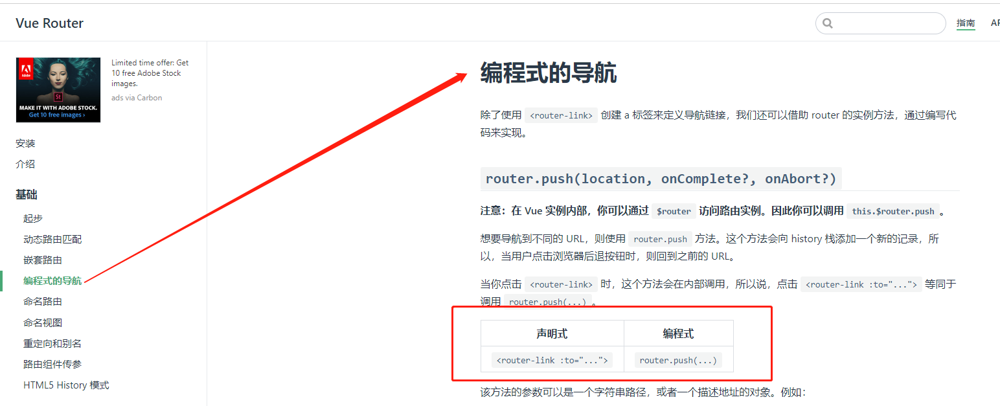 Vue Router
指南
AP
Limited time offer: Get
10 free Adobe Stock
images.
ads via Carbon
Adobe
St
MAKE IT WITH ADOBE STOCK.
Get 10 free images ›
安装
介绍
基础
起步
动态路由匹配
嵌套路由
编程式的导航
命名路由
命名视图
重定向和别名
路由组件传参
HTML5 History 模式
编程式的导航
除了使用 <router-link> 创建 a 标签来定义导航链接，我们还可以借助 router 的实例方法，通过编写代
码来实现。
router.push(location, onComplete?, onAbort?)
注意：在 Vue 实例内部，你可以通过 $router 访问路由实例。因此你可以调用 this.$router.push 。
想要导航到不同的 URL，则使用 router.push 方法。这个方法会向 history 栈添加一个新的记录，所
以，当用户点击浏览器后退按钮时，则回到之前的 URL。
当你点击 <router-link> 时，这个方法会在内部调用，所以说，点击 <router-link :to="..."> 等同于
调用 router.push(...) 。
声明式 编程式
<router-link :to="..."> router.push(...)
该方法的参数可以是一个字符串路径，或者一个描述地址的对象。例如：